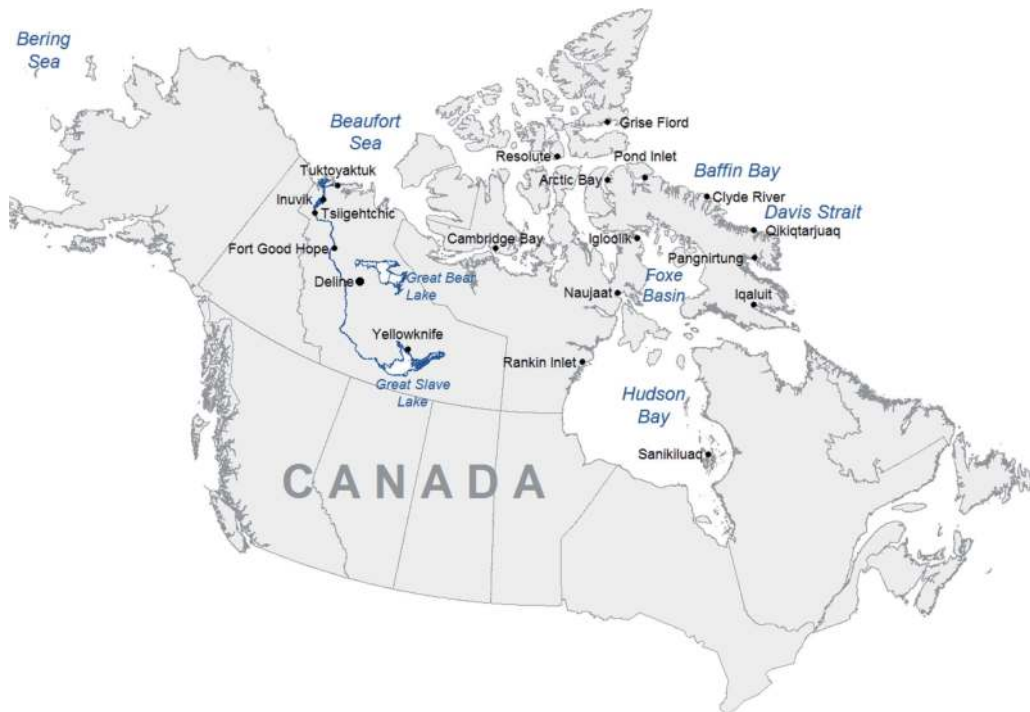 Bering
Sea
Beaufort
Sea
Grise Fiord
Resolute
Pond Inlet
Tuktoyaktuk
Arctic Bay
Baffin Bay
Inuvik
Clyde River
Tsiigehtchic
Davis Strait
Qikiqtarjuaq
Fort Good Hope
Cambridge Bay
Igloolik
Pangnirtung
Deline
Great Bear
Lake
Foxe
Basin
Naujaat
Iqaluit
Yellowknife
Rankin Inlet
Great Slave
Lake
Hudson
Bay
Sanikiluaq
CANADA